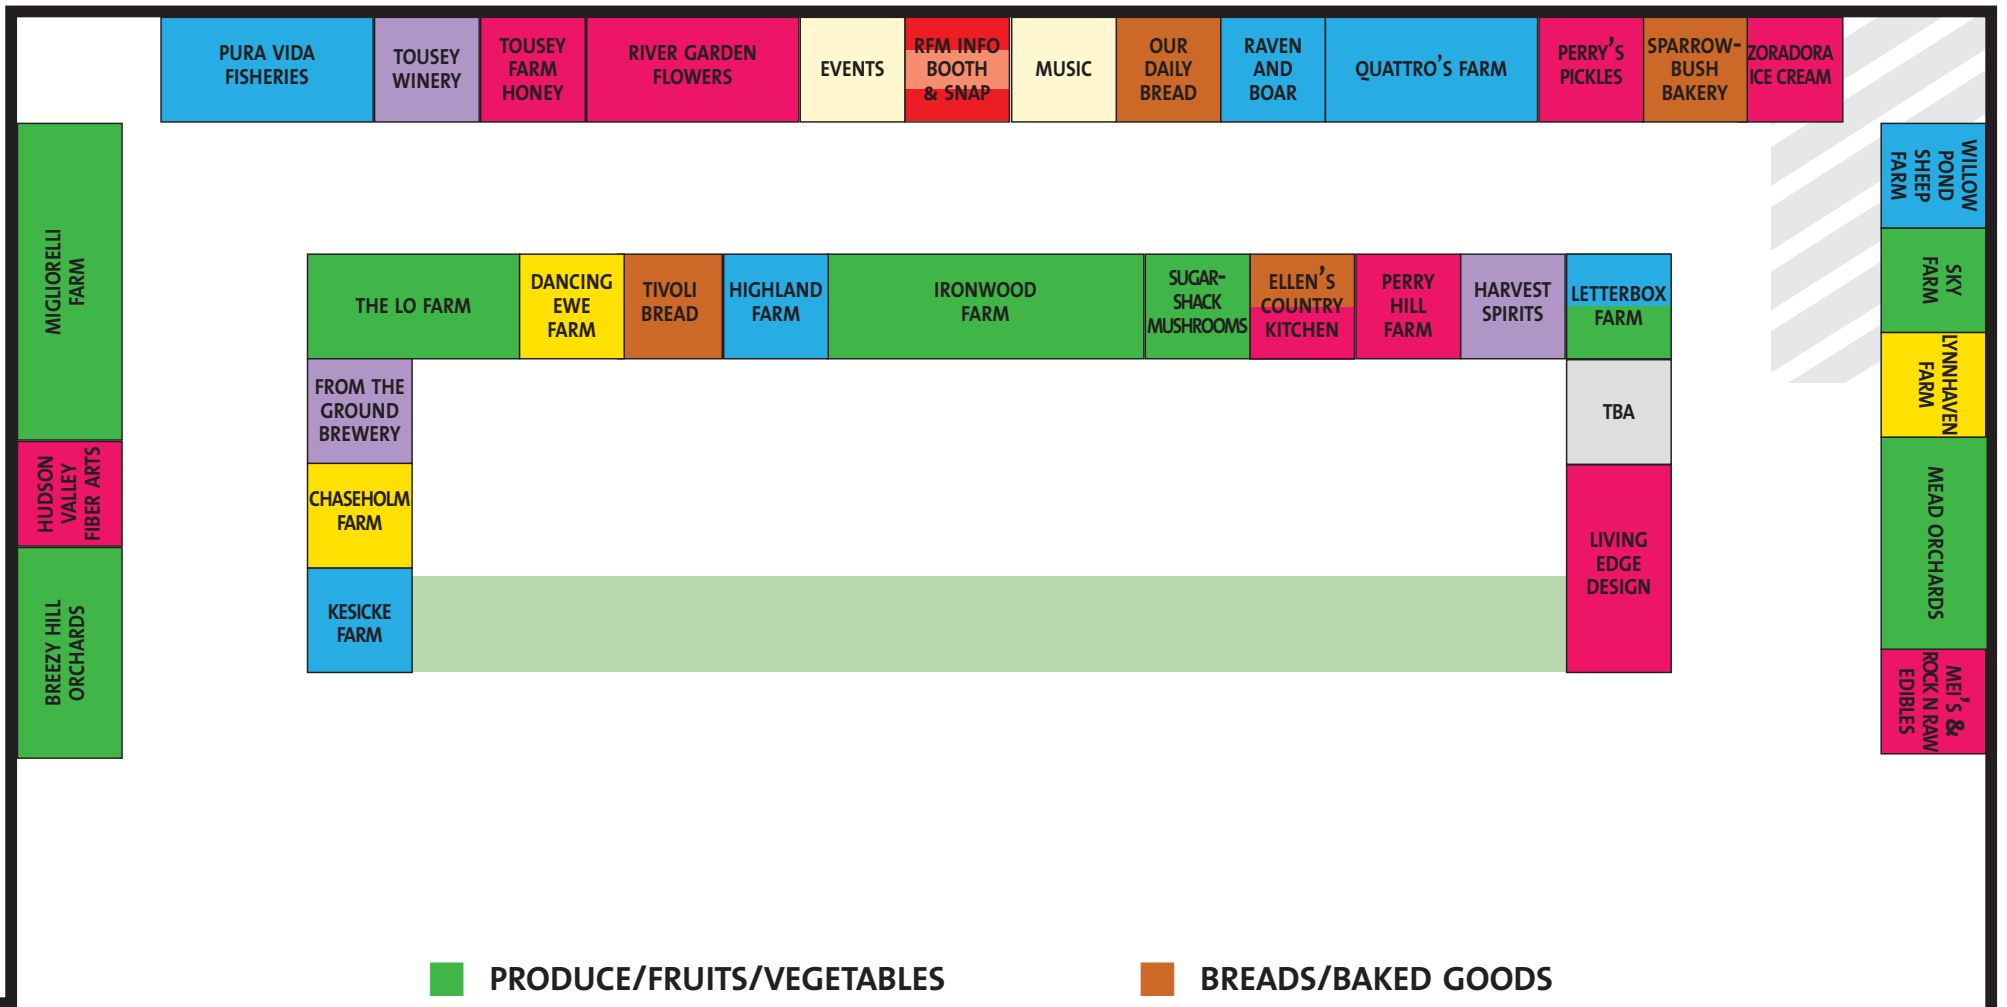 PURA VIDA
FISHERIES
TOUSEY
WINERY
TOUSEY
FARM
HONEY
RIVER GARDEN
FLOWERS
EVENTS
RFM INFO
BOOTH
& SNAP
MUSIC
OUR
DAILY
BREAD
RAVEN
AND
BOAR
QUATTRO'S FARM
PERRY'S
PICKLES
SPARROW-
BUSH
BAKERY
ZORADORA
ICE CREAM
MIGLIORELLI
FARM
HUDSON
VALLEY
FIBER ARTS
BREEZY HILL
ORCHARDS
THE LO FARM
DANCING
EWE
FARM
TIVOLI
BREAD
HIGHLAND
FARM
IRONWOOD
FARM
SUGAR-
SHACK
MUSHROOMS
ELLEN'S
COUNTRY
KITCHEN
PERRY
HILL
FARM
HARVEST
SPIRITS
LETTERBOX
FARM
FROM THE
GROUND
BREWERY
CHASEHOLM
FARM
KESICKE
FARM
TBA
LIVING
EDGE
DESIGN
WILLOW
POND
SHEEP
FARM
SKY
FARM
LYNNHAVEN
FARM
MEAD ORCHARDS
MEI'S &
ROCK N RAW
EDIBLES
PRODUCE/FRUITS/VEGETABLES
BREADS/BAKED GOODS